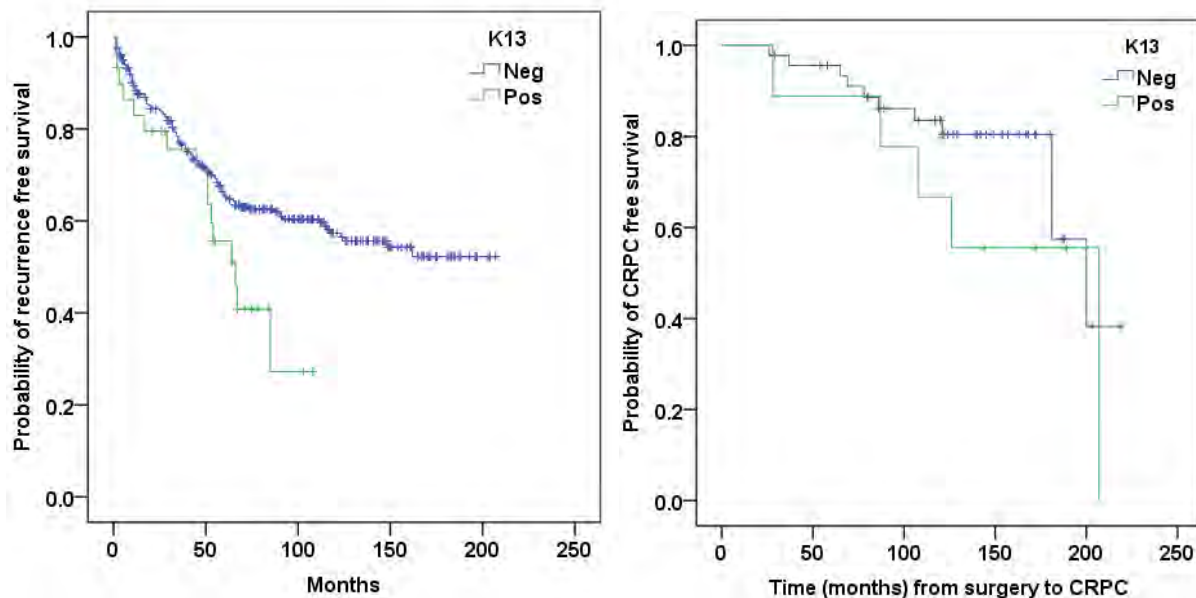 Probability of recurrence free survival
1.0
0.8
0.6
0.4
0.2
0.0
K13
Neg
Pos
0 50 100 150 200 250
Months
Probability of CRPC free survival
1.0
0.8
0.6
0.4
0.2
0.0
K13
Neg
Pos
0 50 100 150 200 250
Time (months) from surgery to CRPC